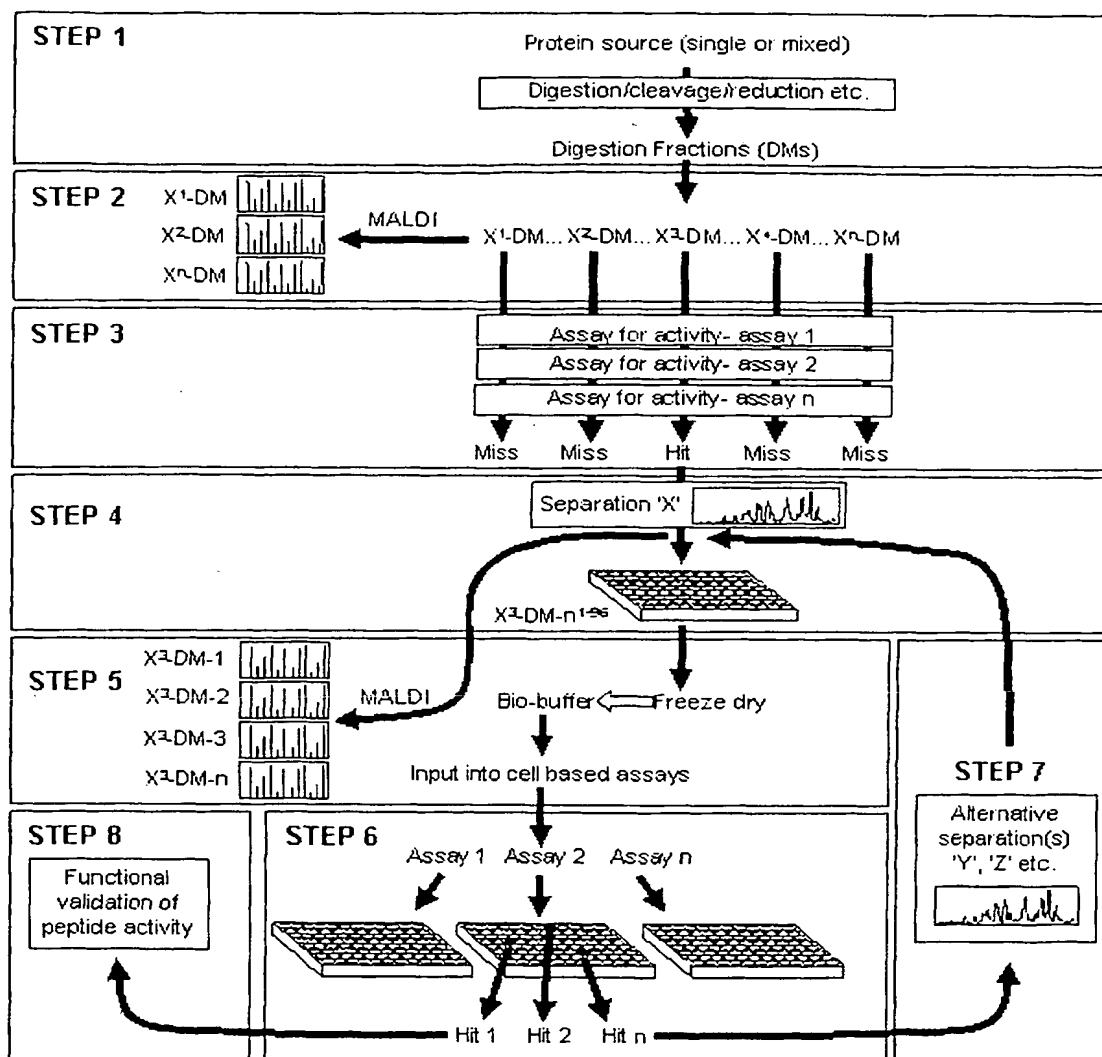 STEP 1
Protein source (single or mixed)
Digestion/cleavage/reduction etc.
Digestion Fractions (DMs)
STEP 2
X¹-DM
X²-DM
Xⁿ-DM
MALDI
X¹-DM... X²-DM... X³-DM... X⁴-DM... Xⁿ-DM
STEP 3
Assay for activity- assay 1
Assay for activity- assay 2
Assay for activity- assay n
Miss Miss Hit Miss Miss
STEP 4
Separation 'X'
X³-DM-n¹⁻⁹⁶
STEP 5
X³-DM-1
X³-DM-2
X³-DM-3
X³-DM-n
MALDI
Bio-buffer Freeze dry
Input into cell based assays
STEP 7
Alternative
separation(s)
'Y', 'Z' etc.
STEP 8
Functional
validation of
peptide activity
STEP 6
Assay 1 Assay 2 Assay n
Hit 1 Hit 2 Hit n